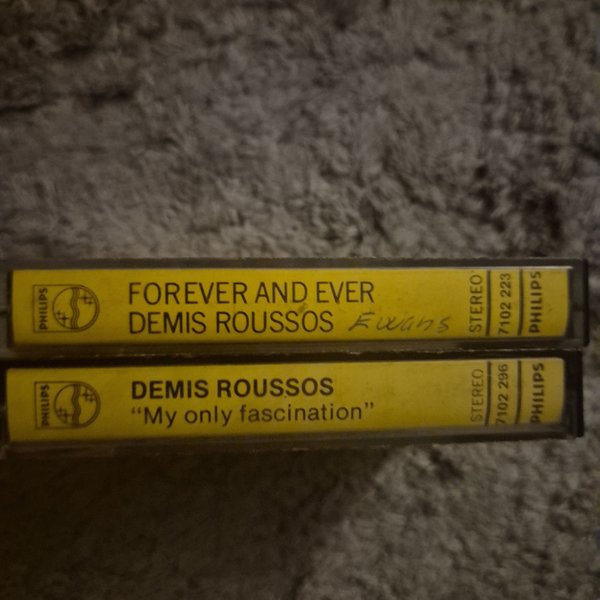 PHILIPS
FOREVER AND EVER
DEMIS ROUSSOS Evans
STEREO
7102 223
PHILIPS
PHILIPS
DEMIS ROUSSOS
"My only fascination"
STEREO
7102 296
PHILIPS